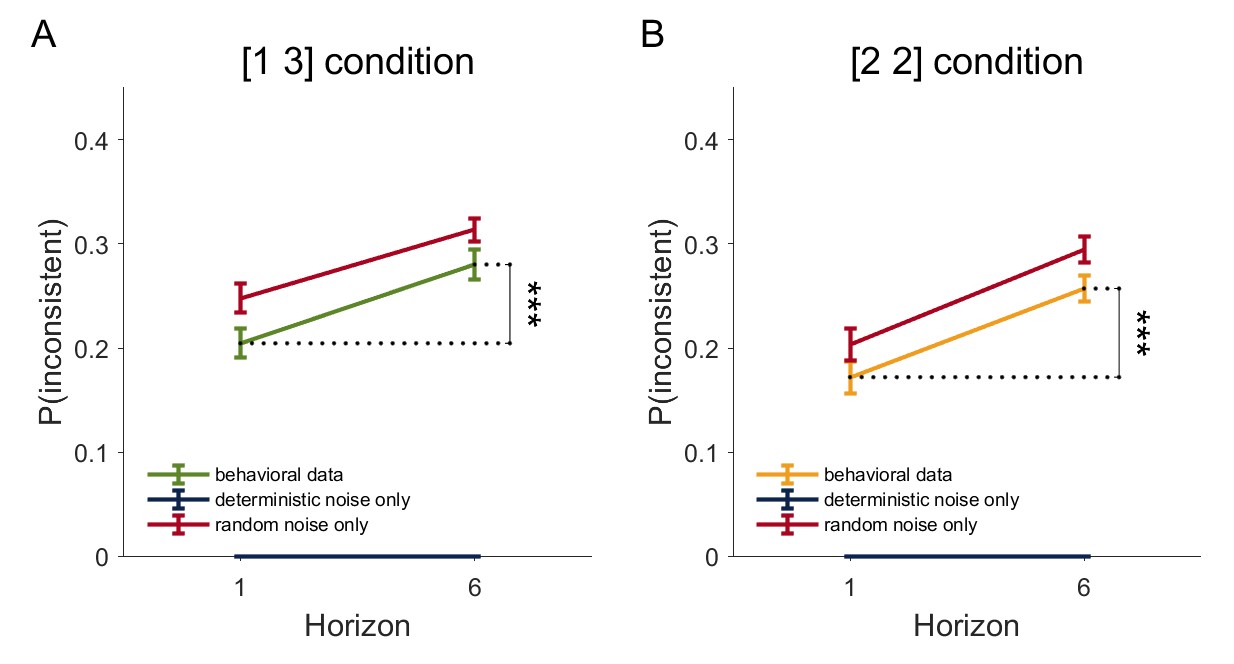 A
[1 3] condition
0.4
0.3
0.2
0.1
0
P(inconsistent)
***
behavioral data
deterministic noise only
random noise only
1
6
Horizon
B
[2 2] condition
0.4
0.3
0.2
0.1
0
P(inconsistent)
***
behavioral data
deterministic noise only
random noise only
1
6
Horizon